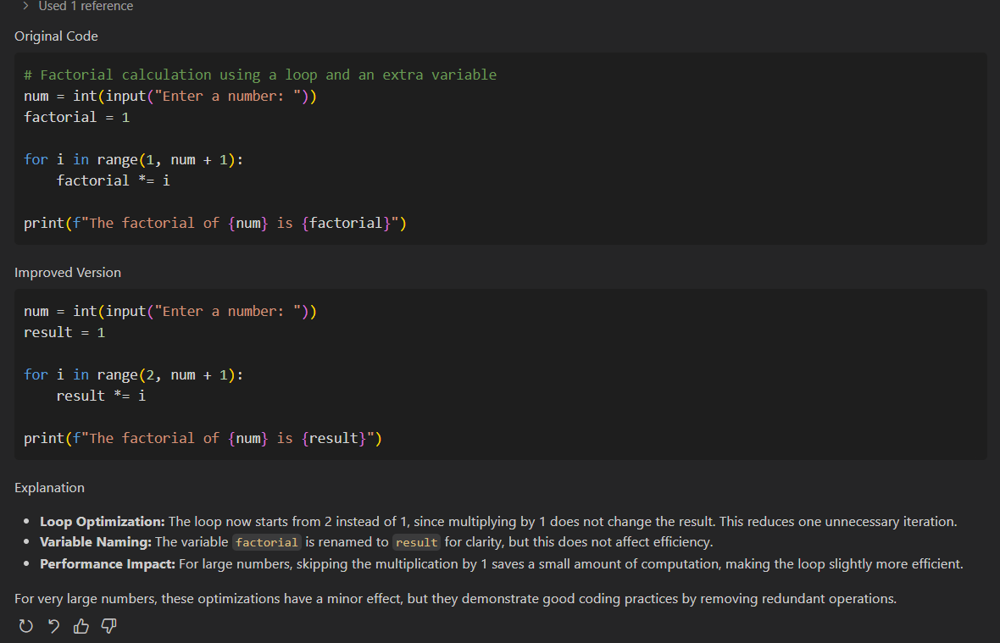 Used 1 reference
Original Code
# Factorial calculation using a loop and an extra variable
num = int(input("Enter a number: "))
factorial = 1
for i in range(1, num + 1):
    factorial *= i
print(f"The factorial of {num} is {factorial}")
Improved Version
num = int(input("Enter a number: "))
result = 1
for i in range(2, num + 1):
    result *= i
print(f"The factorial of {num} is {result}")
Explanation
• Loop Optimization: The loop now starts from 2 instead of 1, since multiplying by 1 does not change the result. This reduces one unnecessary iteration.
• Variable Naming: The variable factorial is renamed to result for clarity, but this does not affect efficiency.
• Performance Impact: For large numbers, skipping the multiplication by 1 saves a small amount of computation, making the loop slightly more efficient.
For very large numbers, these optimizations have a minor effect, but they demonstrate good coding practices by removing redundant operations.